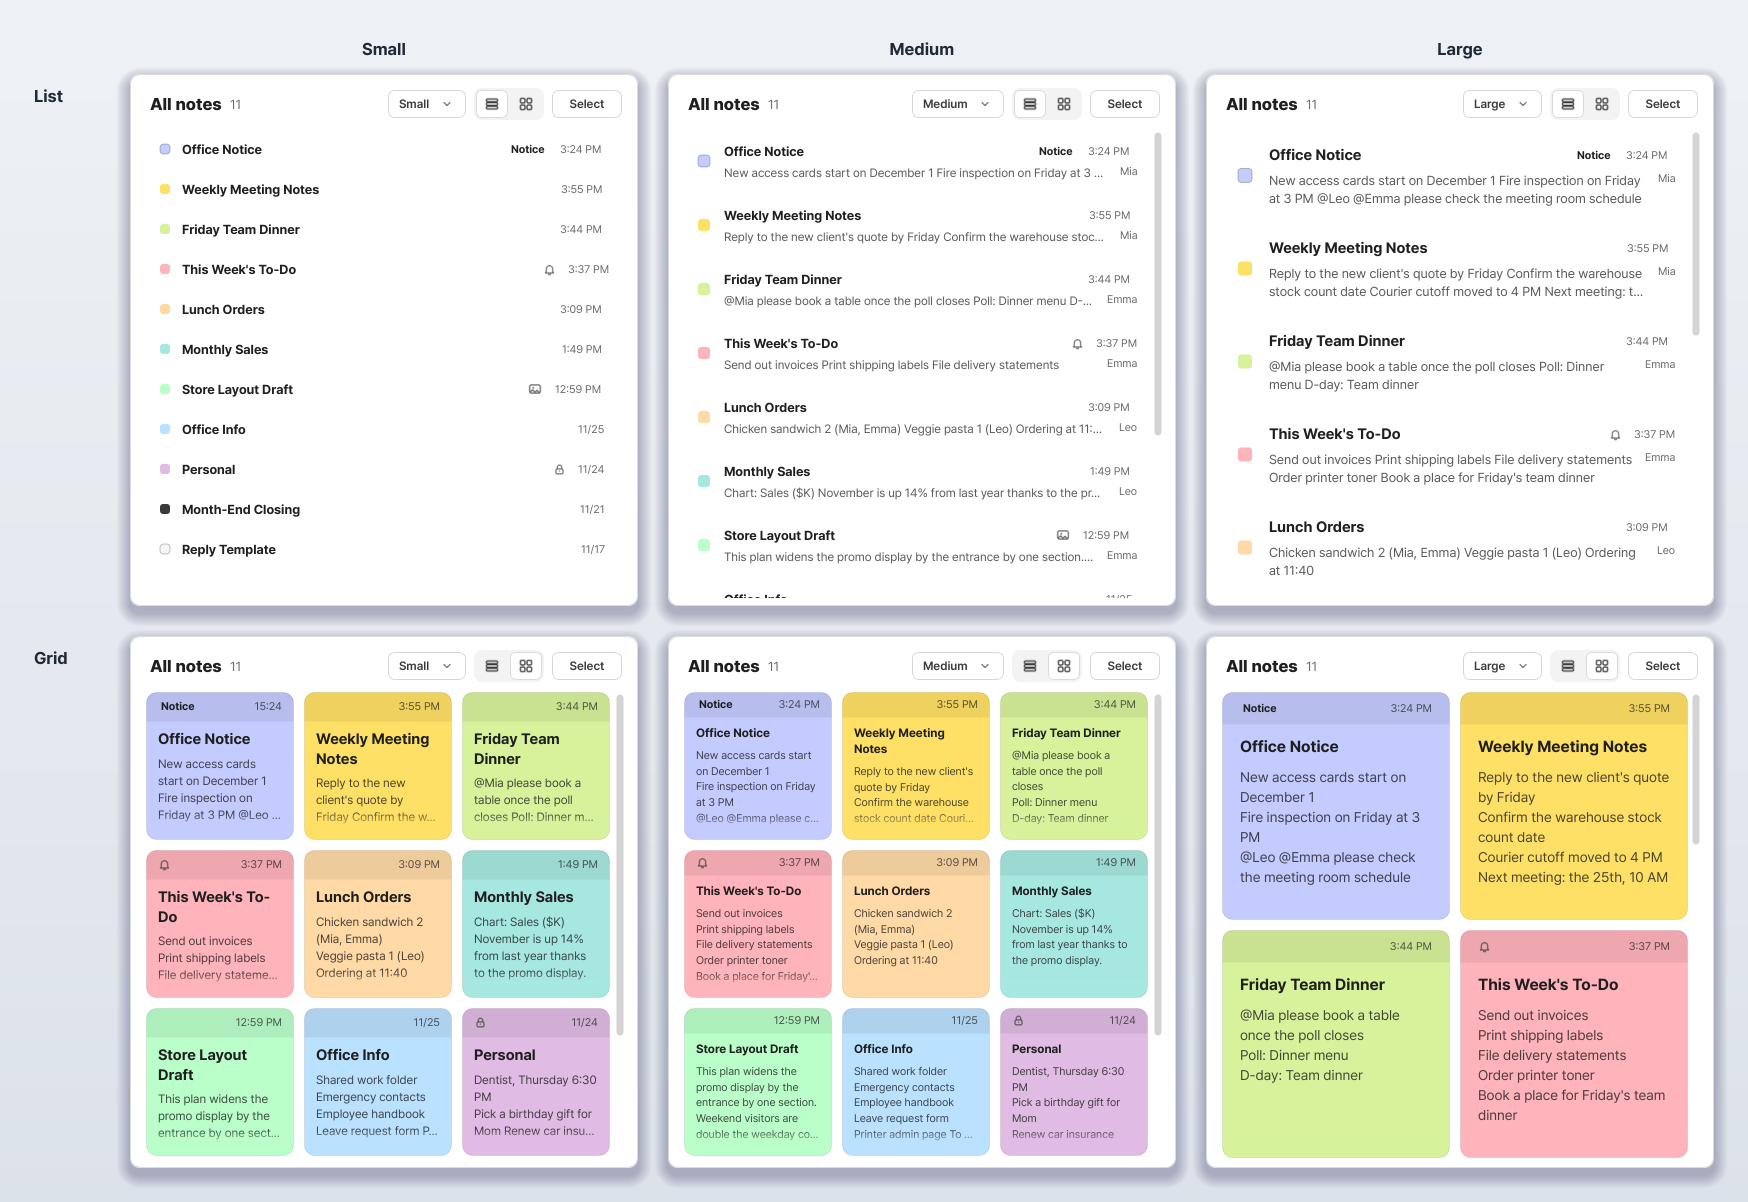 Small
Medium
Large
List
All notes 11
Small
Select
Office Notice Notice 3:24 PM
Weekly Meeting Notes 3:55 PM
Friday Team Dinner 3:44 PM
This Week's To-Do 3:37 PM
Lunch Orders 3:09 PM
Monthly Sales 1:49 PM
Store Layout Draft 12:59 PM
Office Info 11/25
Personal 11/24
Month-End Closing 11/21
Reply Template 11/17
All notes 11
Medium
Select
Office Notice Notice 3:24 PM
New access cards start on December 1 Fire inspection on Friday at 3 ... Mia
Weekly Meeting Notes 3:55 PM
Reply to the new client's quote by Friday Confirm the warehouse stoc... Mia
Friday Team Dinner 3:44 PM
@Mia please book a table once the poll closes Poll: Dinner menu D-... Emma
This Week's To-Do 3:37 PM
Send out invoices Print shipping labels File delivery statements Emma
Lunch Orders 3:09 PM
Chicken sandwich 2 (Mia, Emma) Veggie pasta 1 (Leo) Ordering at 11:... Leo
Monthly Sales 1:49 PM
Chart: Sales ($K) November is up 14% from last year thanks to the pr... Leo
Store Layout Draft 12:59 PM
This plan widens the promo display by the entrance by one section.... Emma
Office Info 11/25
All notes 11
Large
Select
Office Notice Notice 3:24 PM
New access cards start on December 1 Fire inspection on Friday Mia
at 3 PM @Leo @Emma please check the meeting room schedule
Weekly Meeting Notes 3:55 PM
Reply to the new client's quote by Friday Confirm the warehouse Mia
stock count date Courier cutoff moved to 4 PM Next meeting: t...
Friday Team Dinner 3:44 PM
@Mia please book a table once the poll closes Poll: Dinner Emma
menu D-day: Team dinner
This Week's To-Do 3:37 PM
Send out invoices Print shipping labels File delivery statements Emma
Order printer toner Book a place for Friday's team dinner
Lunch Orders 3:09 PM
Chicken sandwich 2 (Mia, Emma) Veggie pasta 1 (Leo) Ordering Leo
at 11:40
Grid
All notes 11
Small
Select
Notice 15:24
Office Notice
New access cards
start on December 1
Fire inspection on
Friday at 3 PM @Leo ...
3:55 PM
Weekly Meeting
Notes
Reply to the new
client's quote by
Friday Confirm the w...
3:44 PM
Friday Team
Dinner
@Mia please book a
table once the poll
closes Poll: Dinner m...
3:37 PM
This Week's To-
Do
Send out invoices
Print shipping labels
File delivery stateme...
3:09 PM
Lunch Orders
Chicken sandwich 2
(Mia, Emma)
Veggie pasta 1 (Leo)
Ordering at 11:40
1:49 PM
Monthly Sales
Chart: Sales ($K)
November is up 14%
from last year thanks
to the promo display.
12:59 PM
Store Layout
Draft
This plan widens the
promo display by the
entrance by one sect...
11/25
Office Info
Shared work folder
Emergency contacts
Employee handbook
Leave request form P...
11/24
Personal
Dentist, Thursday 6:30
PM
Pick a birthday gift for
Mom Renew car insu...
All notes 11
Medium
Select
Notice 3:24 PM
Office Notice
New access cards start
on December 1
Fire inspection on Friday
at 3 PM
@Leo @Emma please c...
3:55 PM
Weekly Meeting
Notes
Reply to the new client's
quote by Friday
Confirm the warehouse
stock count date Couri...
3:44 PM
Friday Team Dinner
@Mia please book a
table once the poll
closes
Poll: Dinner menu
D-day: Team dinner
3:37 PM
This Week's To-Do
Send out invoices
Print shipping labels
File delivery statements
Order printer toner
Book a place for Friday'...
3:09 PM
Lunch Orders
Chicken sandwich 2
(Mia, Emma)
Veggie pasta 1 (Leo)
Ordering at 11:40
1:49 PM
Monthly Sales
Chart: Sales ($K)
November is up 14%
from last year thanks to
the promo display.
12:59 PM
Store Layout Draft
This plan widens the
promo display by the
entrance by one section.
Weekend visitors are
double the weekday co...
11/25
Office Info
Shared work folder
Emergency contacts
Employee handbook
Leave request form
Printer admin page To ...
11/24
Personal
Dentist, Thursday 6:30
PM
Pick a birthday gift for
Mom
Renew car insurance
All notes 11
Large
Select
Notice 3:24 PM
Office Notice
New access cards start on
December 1
Fire inspection on Friday at 3
PM
@Leo @Emma please check
the meeting room schedule
3:55 PM
Weekly Meeting Notes
Reply to the new client's quote
by Friday
Confirm the warehouse stock
count date
Courier cutoff moved to 4 PM
Next meeting: the 25th, 10 AM
3:44 PM
Friday Team Dinner
@Mia please book a table
once the poll closes
Poll: Dinner menu
D-day: Team dinner
3:37 PM
This Week's To-Do
Send out invoices
Print shipping labels
File delivery statements
Order printer toner
Book a place for Friday's team
dinner